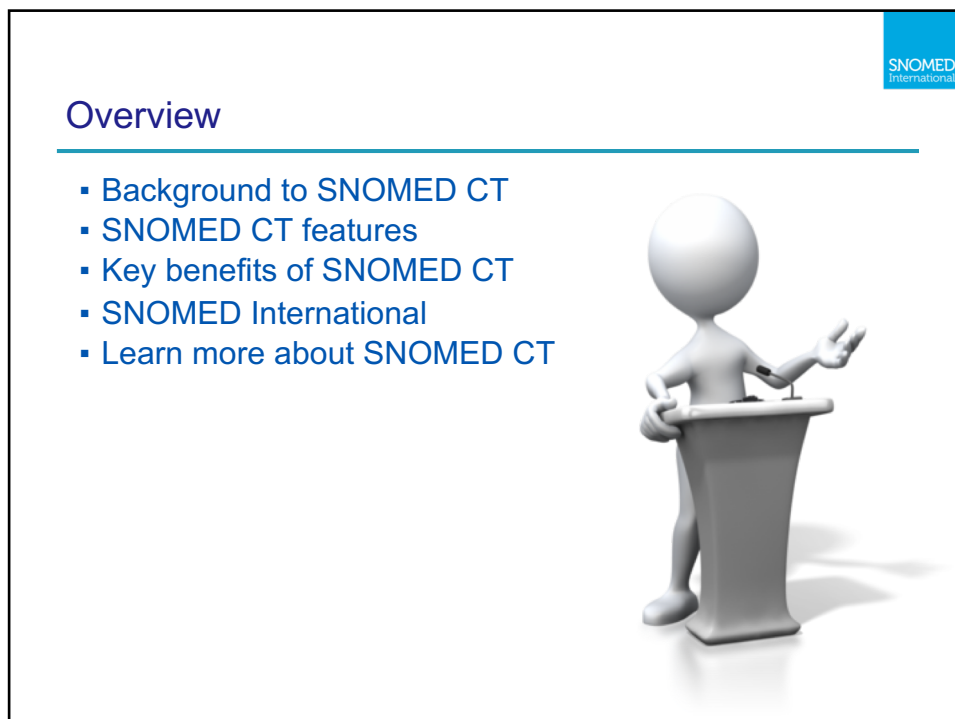 SNOMED
International
Overview
▪ Background to SNOMED CT
▪ SNOMED CT features
▪ Key benefits of SNOMED CT
▪ SNOMED International
▪ Learn more about SNOMED CT